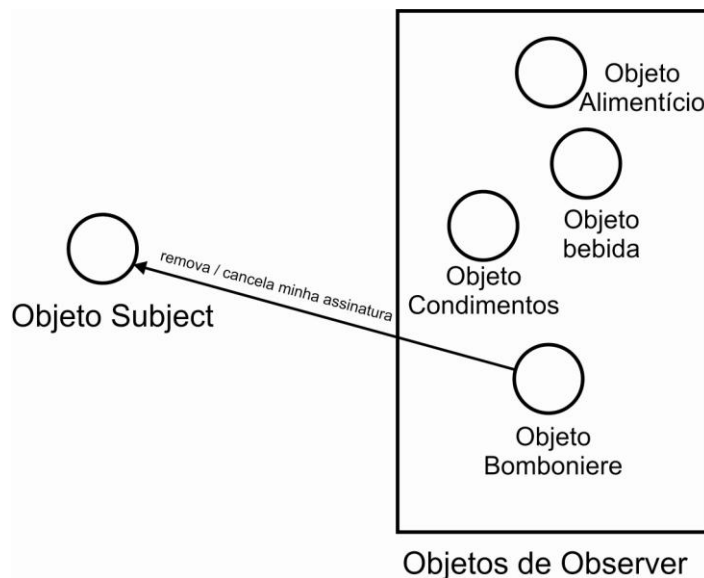 Objeto
Alimentício
Objeto
bebida
remova / cancela minha assinatura
Objeto
Condimentos
Objeto Subject
Objeto
Bomboniere
Objetos de Observer